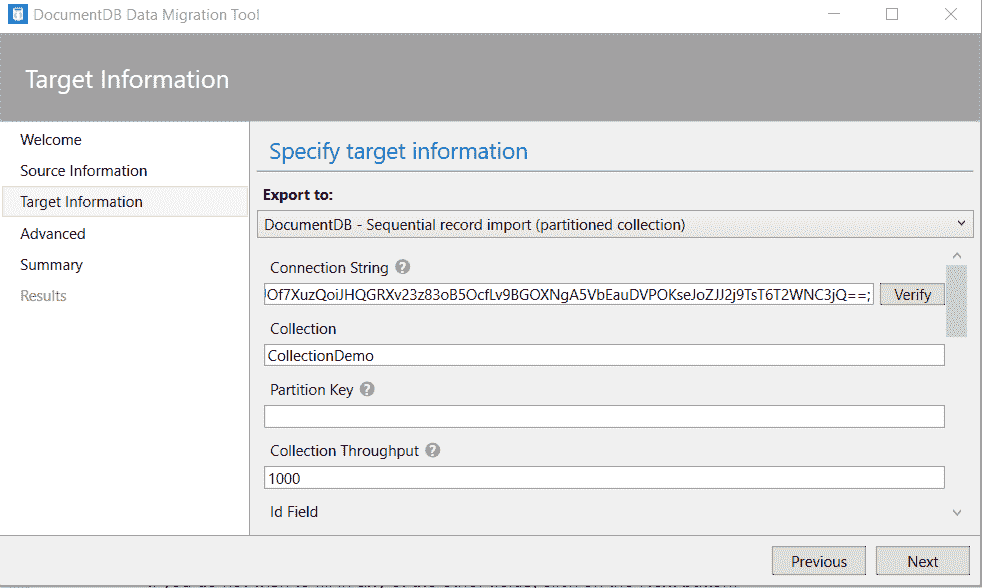 DocumentDB Data Migration Tool
Target Information
Welcome
Source Information
Target Information
Advanced
Summary
Results
Specify target information
Export to:
DocumentDB - Sequential record import (partitioned collection)
Connection String
Of7XuzQoiJHQGRXv23z83oB5OcfLv9BGOXNgA5VbEauDVPOKseJoZJJ2j9TsT6T2WNC3jQ==;
Verify
Collection
CollectionDemo
Partition Key
Collection Throughput
1000
Id Field
Previous
Next